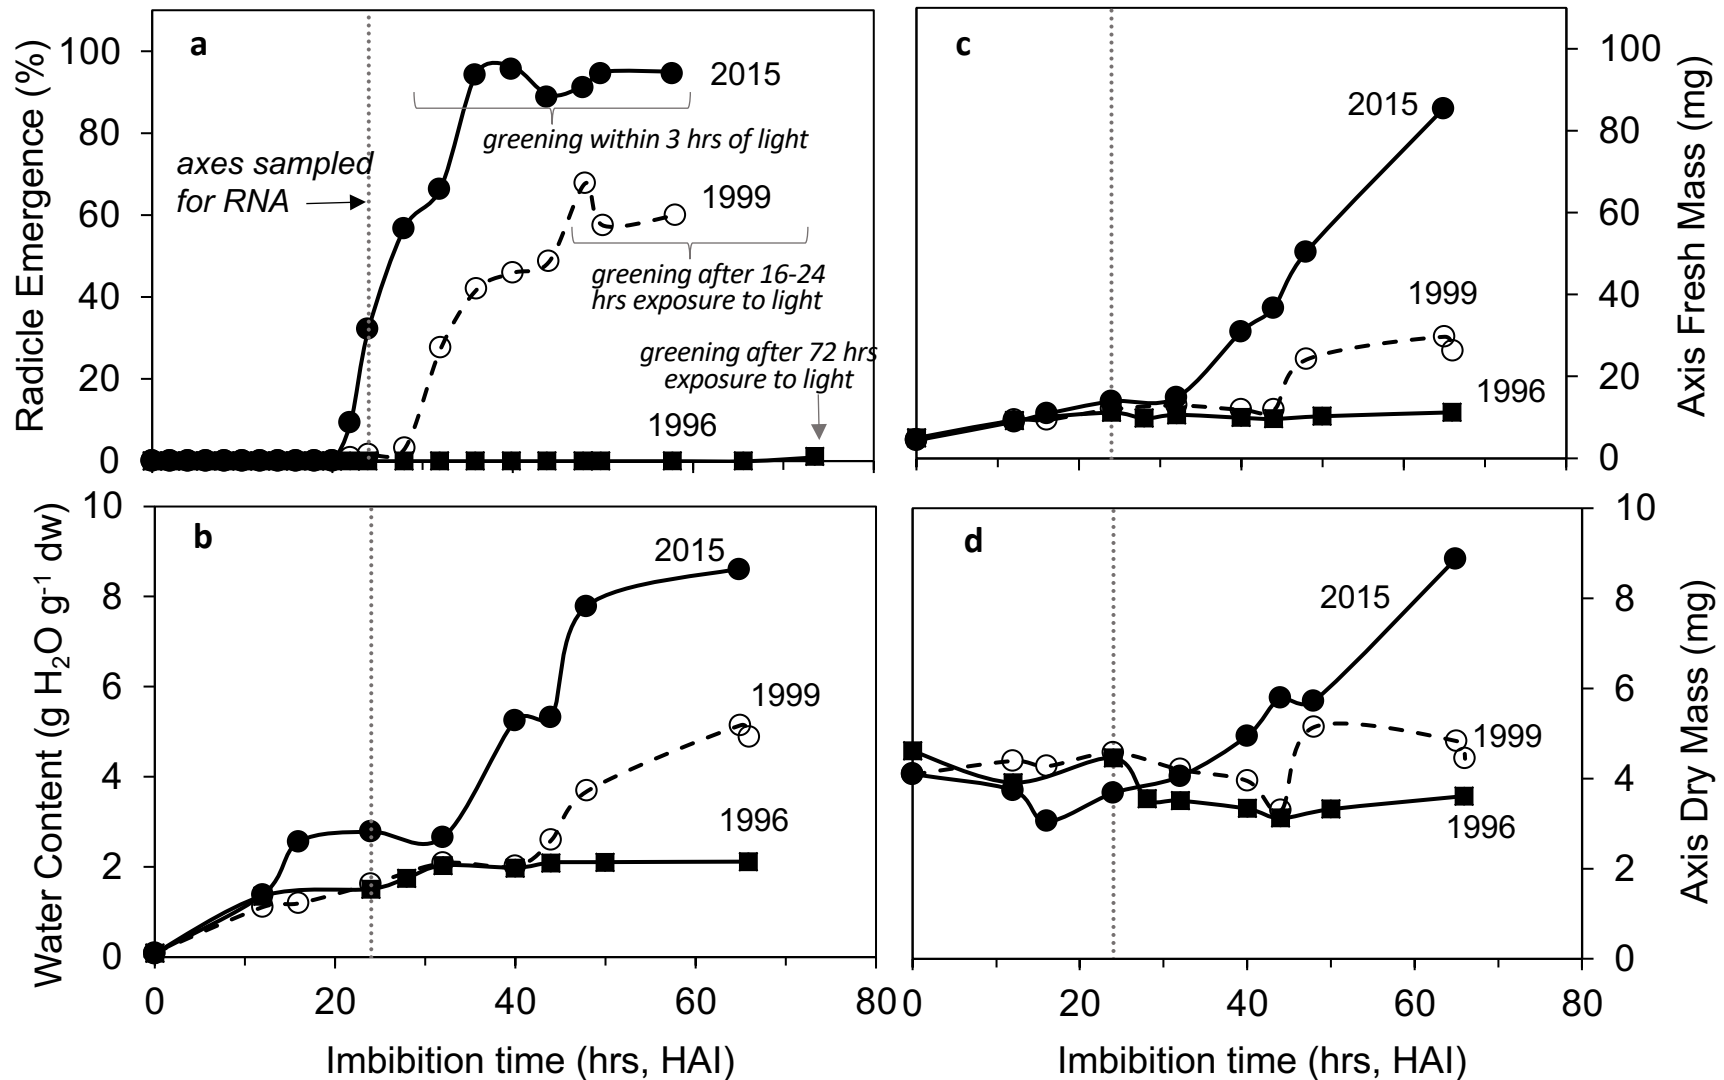 a
Radicle Emergence (%)
100
80
60
40
20
0
2015
greening within 3 hrs of light
axes sampled
for RNA
1999
greening after 16-24
hrs exposure to light
greening after 72 hrs
exposure to light
1996
c
Axis Fresh Mass (mg)
100
80
60
40
20
0
2015
1999
1996
b
Water Content (g H₂O g⁻¹ dw)
10
8
6
4
2
0
2015
1999
1996
0
20
40
60
80
Imbibition time (hrs, HAI)
d
Axis Dry Mass (mg)
10
8
6
4
2
0
2015
1999
1996
0
20
40
60
80
Imbibition time (hrs, HAI)